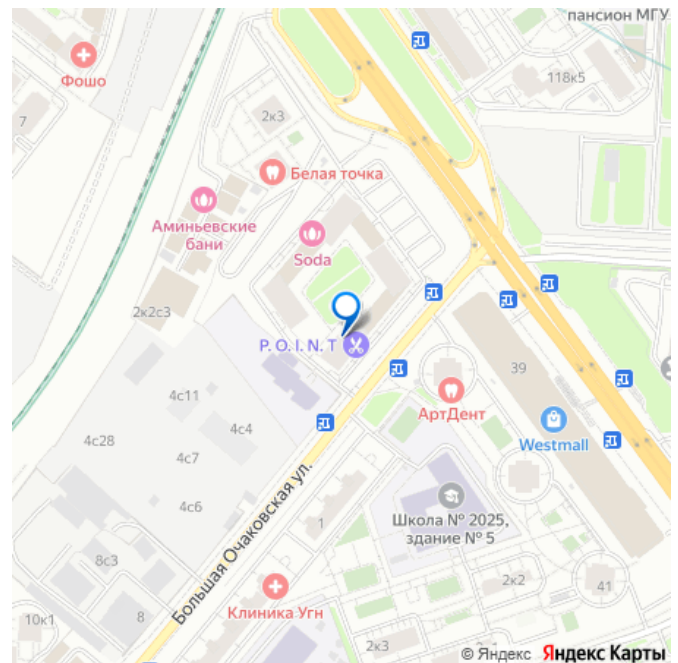 пансион МГУ
Фошо
118к5
7
2к3
Белая точка
Аминьевские
бани
Soda
2к2с3
P. O. I. N. T
39
4с11
АртДент
4с4
Westmall
4с28
4с7
4с6
Школа № 2025,
здание № 5
Большая Очаковская ул.
1
8с3
2к2
41
Клиника Угн
10к1
8
2к3
2к1
© Яндекс Яндекс Карты